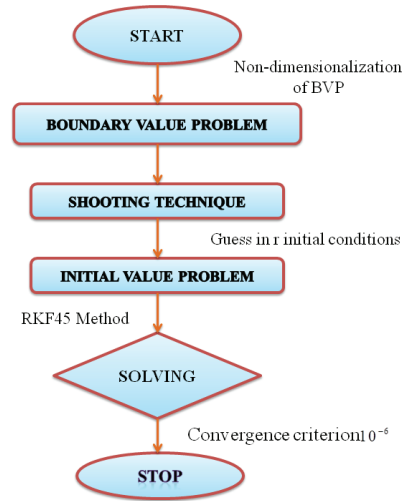 START
Non-dimensionalization
of BVP
BOUNDARY VALUE PROBLEM
SHOOTING TECHNIQUE
Guess in r initial conditions
INITIAL VALUE PROBLEM
RKF45 Method
SOLVING
Convergence criterion10⁻⁶
STOP